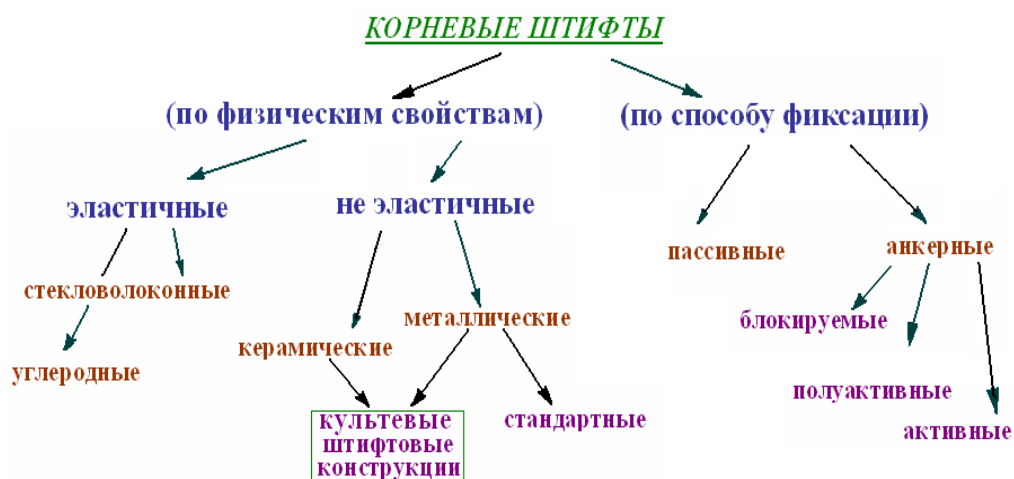 КОРНЕВЫЕ ШТИФТЫ
(по физическим свойствам)
(по способу фиксации)
эластичные
не эластичные
пассивные
анкерные
стекловолоконные
углеродные
керамические
металлические
блокируемые
полуактивные
активные
культевые
штифтовые
конструкции
стандартные